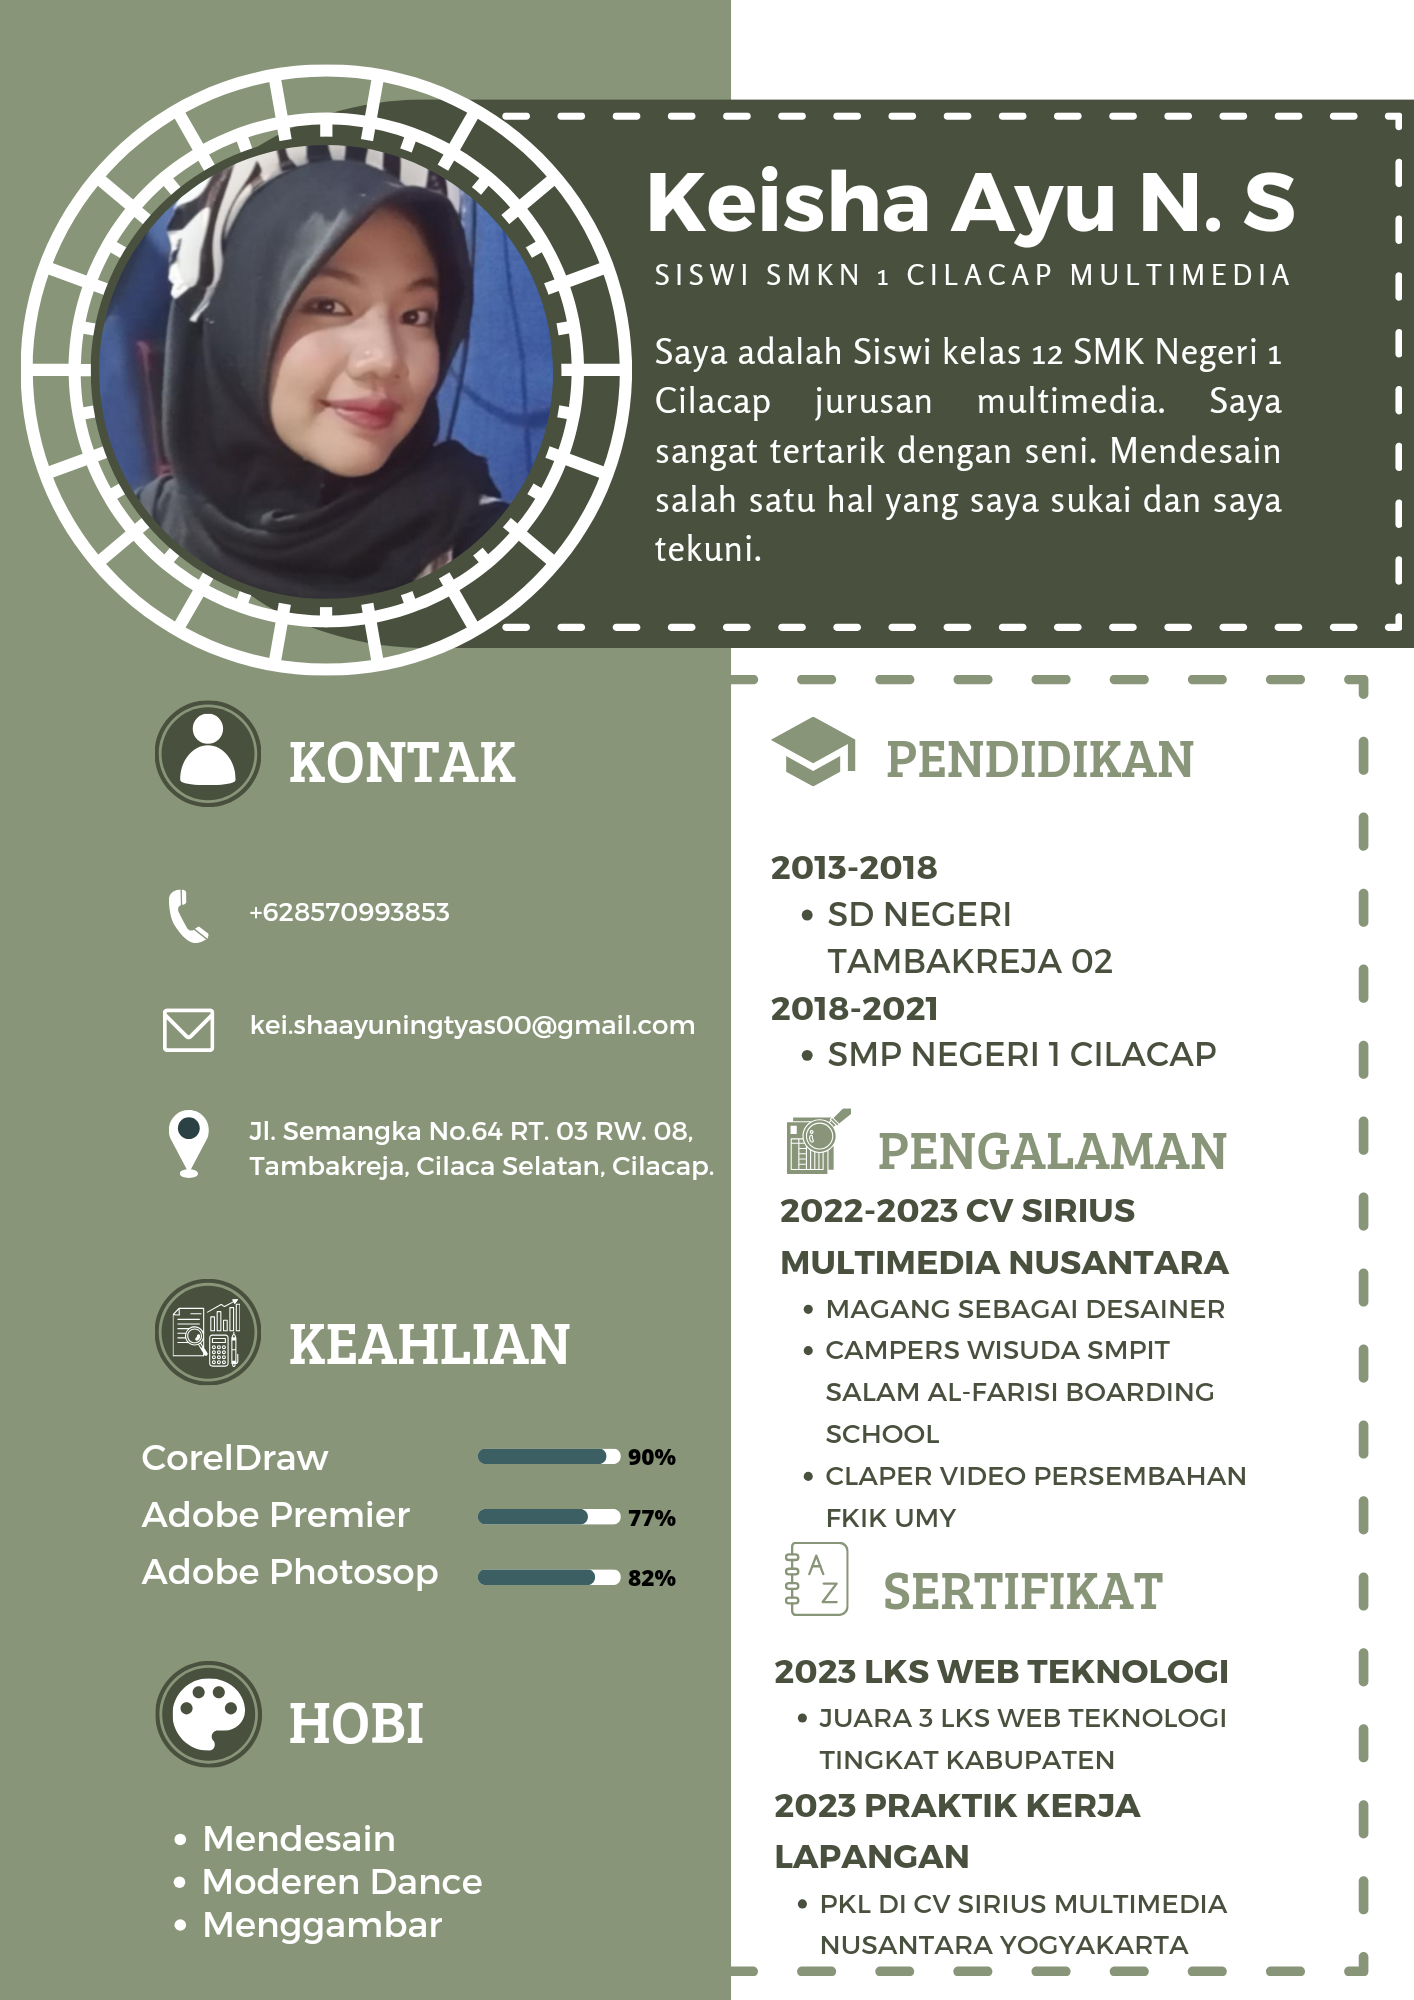 Keisha Ayu N. S
SISWI SMKN 1 CILACAP MULTIMEDIA
Saya adalah Siswi kelas 12 SMK Negeri 1
Cilacap jurusan multimedia. Saya
sangat tertarik dengan seni. Mendesain
salah satu hal yang saya sukai dan saya
tekuni.
KONTAK
+628570993853
kei.shaayuningtyas00@gmail.com
Jl. Semangka No.64 RT. 03 RW. 08,
Tambakreja, Cilaca Selatan, Cilacap.
KEAHLIAN
CorelDraw 90%
Adobe Premier 77%
Adobe Photosop 82%
HOBI
• Mendesain
• Moderen Dance
• Menggambar
PENDIDIKAN
2013-2018
• SD NEGERI
TAMBAKREJA 02
2018-2021
• SMP NEGERI 1 CILACAP
PENGALAMAN
2022-2023 CV SIRIUS
MULTIMEDIA NUSANTARA
• MAGANG SEBAGAI DESAINER
• CAMPERS WISUDA SMPIT
SALAM AL-FARISI BOARDING
SCHOOL
• CLAPER VIDEO PERSEMBAHAN
FKIK UMY
A
Z
SERTIFIKAT
2023 LKS WEB TEKNOLOGI
• JUARA 3 LKS WEB TEKNOLOGI
TINGKAT KABUPATEN
2023 PRAKTIK KERJA
LAPANGAN
• PKL DI CV SIRIUS MULTIMEDIA
NUSANTARA YOGYAKARTA